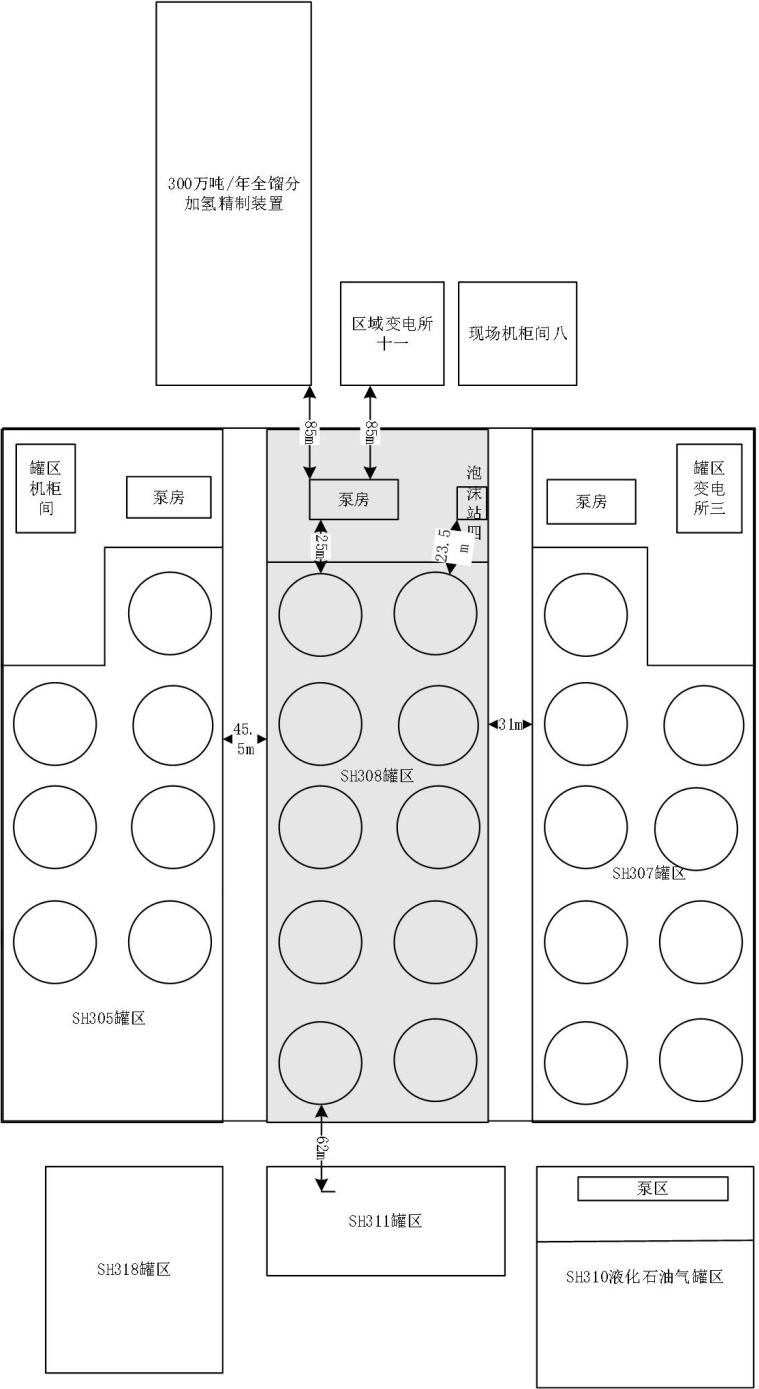 300万吨/年全馏分
加氢精制装置
区域变电所
十一
现场机柜间八
85m
85m
罐区
机柜
间
泵房
泵房
泡
沫
站
四
泵房
罐区
变电
所三
25m
23.5
m
45.
5m
31m
SH308罐区
SH307罐区
SH305罐区
62m
泵区
SH311罐区
SH318罐区
SH310液化石油气罐区